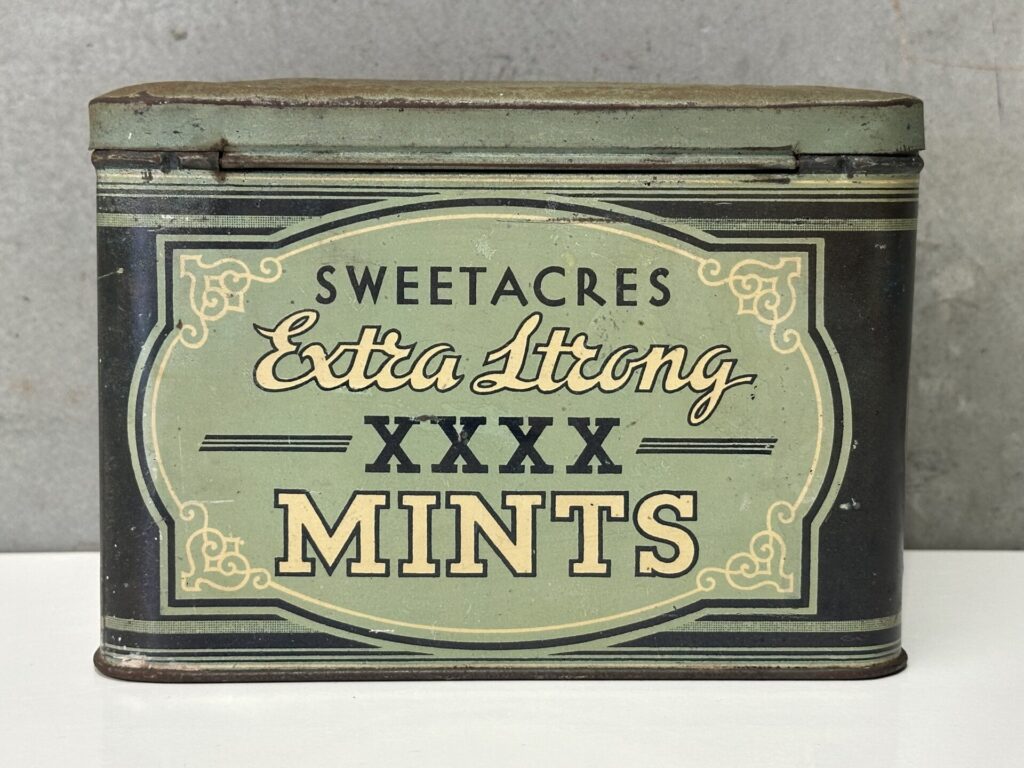 SWEETACRES
Extra Strong
XXXX
MINTS